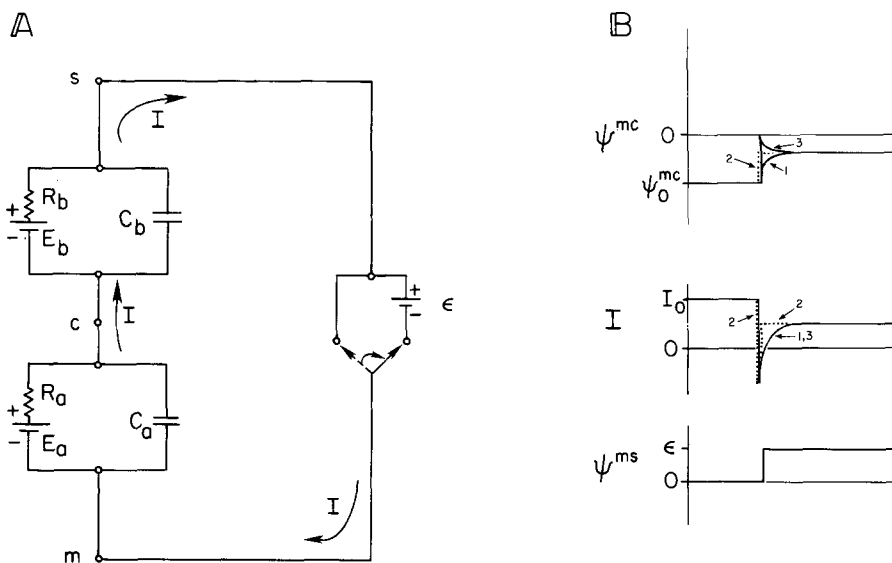 A
s
I
+
-
R_b
E_b
C_b
c
I
+
-
R_a
E_a
C_a
m
I
+
-
ϵ
B
ψ^mc
0
ψ_0^mc
2
3
1
I
I_0
0
2
2
1,3
ψ^ms
ϵ
0